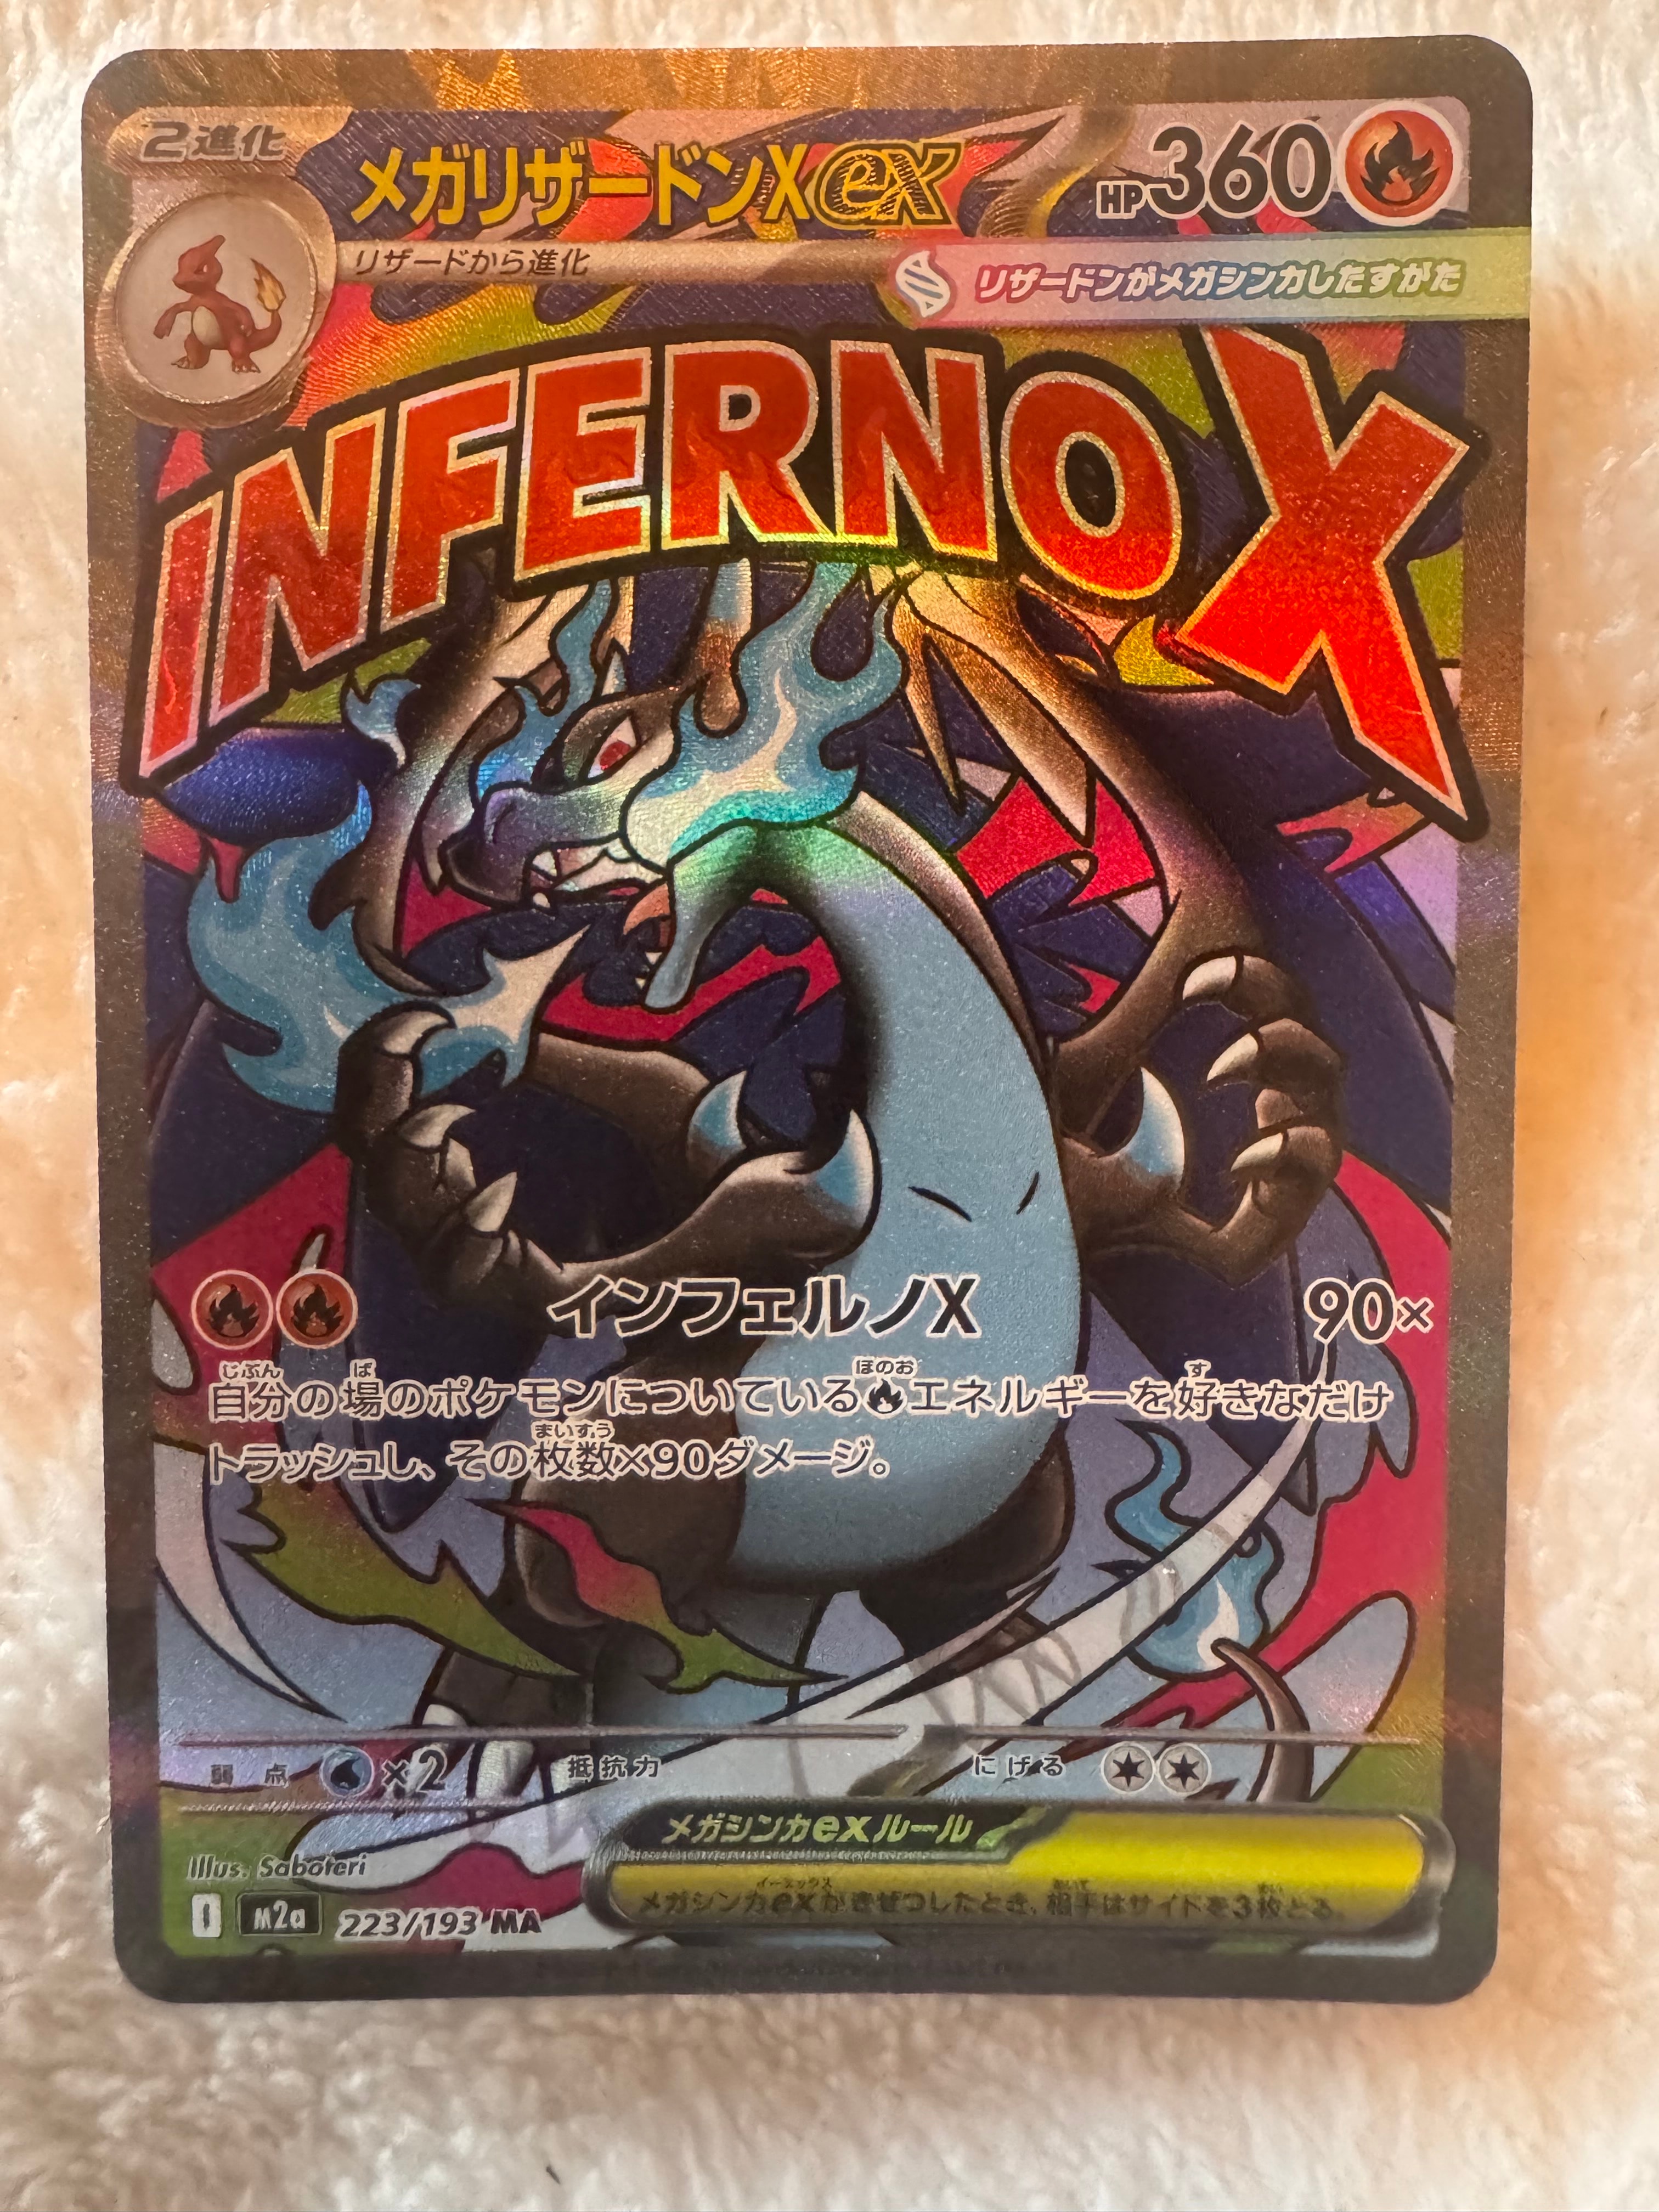 2進化
メガリザードンXex
HP360
リザードから進化
リザードンがメガシンカしたすがた
INFERNO X
インフェルノX 90×
自分の場のポケモンについているエネルギーを好きなだけ
トラッシュし、その枚数×90ダメージ。
弱点 ×2 抵抗力 にげる
メガシンカexルール
メガシンカexがきぜつしたとき、相手はサイドを3枚とる。
Illus. Saboteri
I M2a 223/193 MA